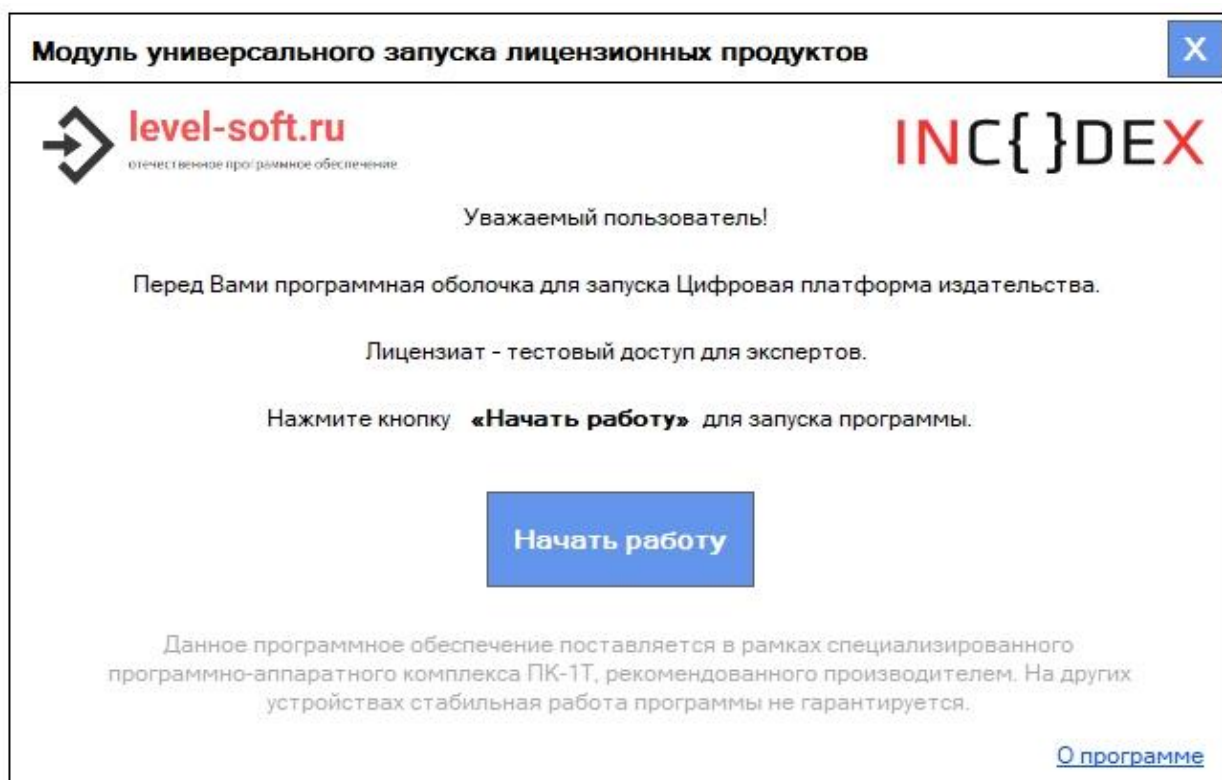 Модуль универсального запуска лицензионных продуктов
X
level-soft.ru
отечественное программное обеспечение
INC{ }DEX
Уважаемый пользователь!
Перед Вами программная оболочка для запуска Цифровая платформа издательства.
Лицензиат - тестовый доступ для экспертов.
Нажмите кнопку «Начать работу» для запуска программы.
Начать работу
Данное программное обеспечение поставляется в рамках специализированного
программно-аппаратного комплекса ПК-1Т, рекомендованного производителем. На других
устройствах стабильная работа программы не гарантируется.
О программе